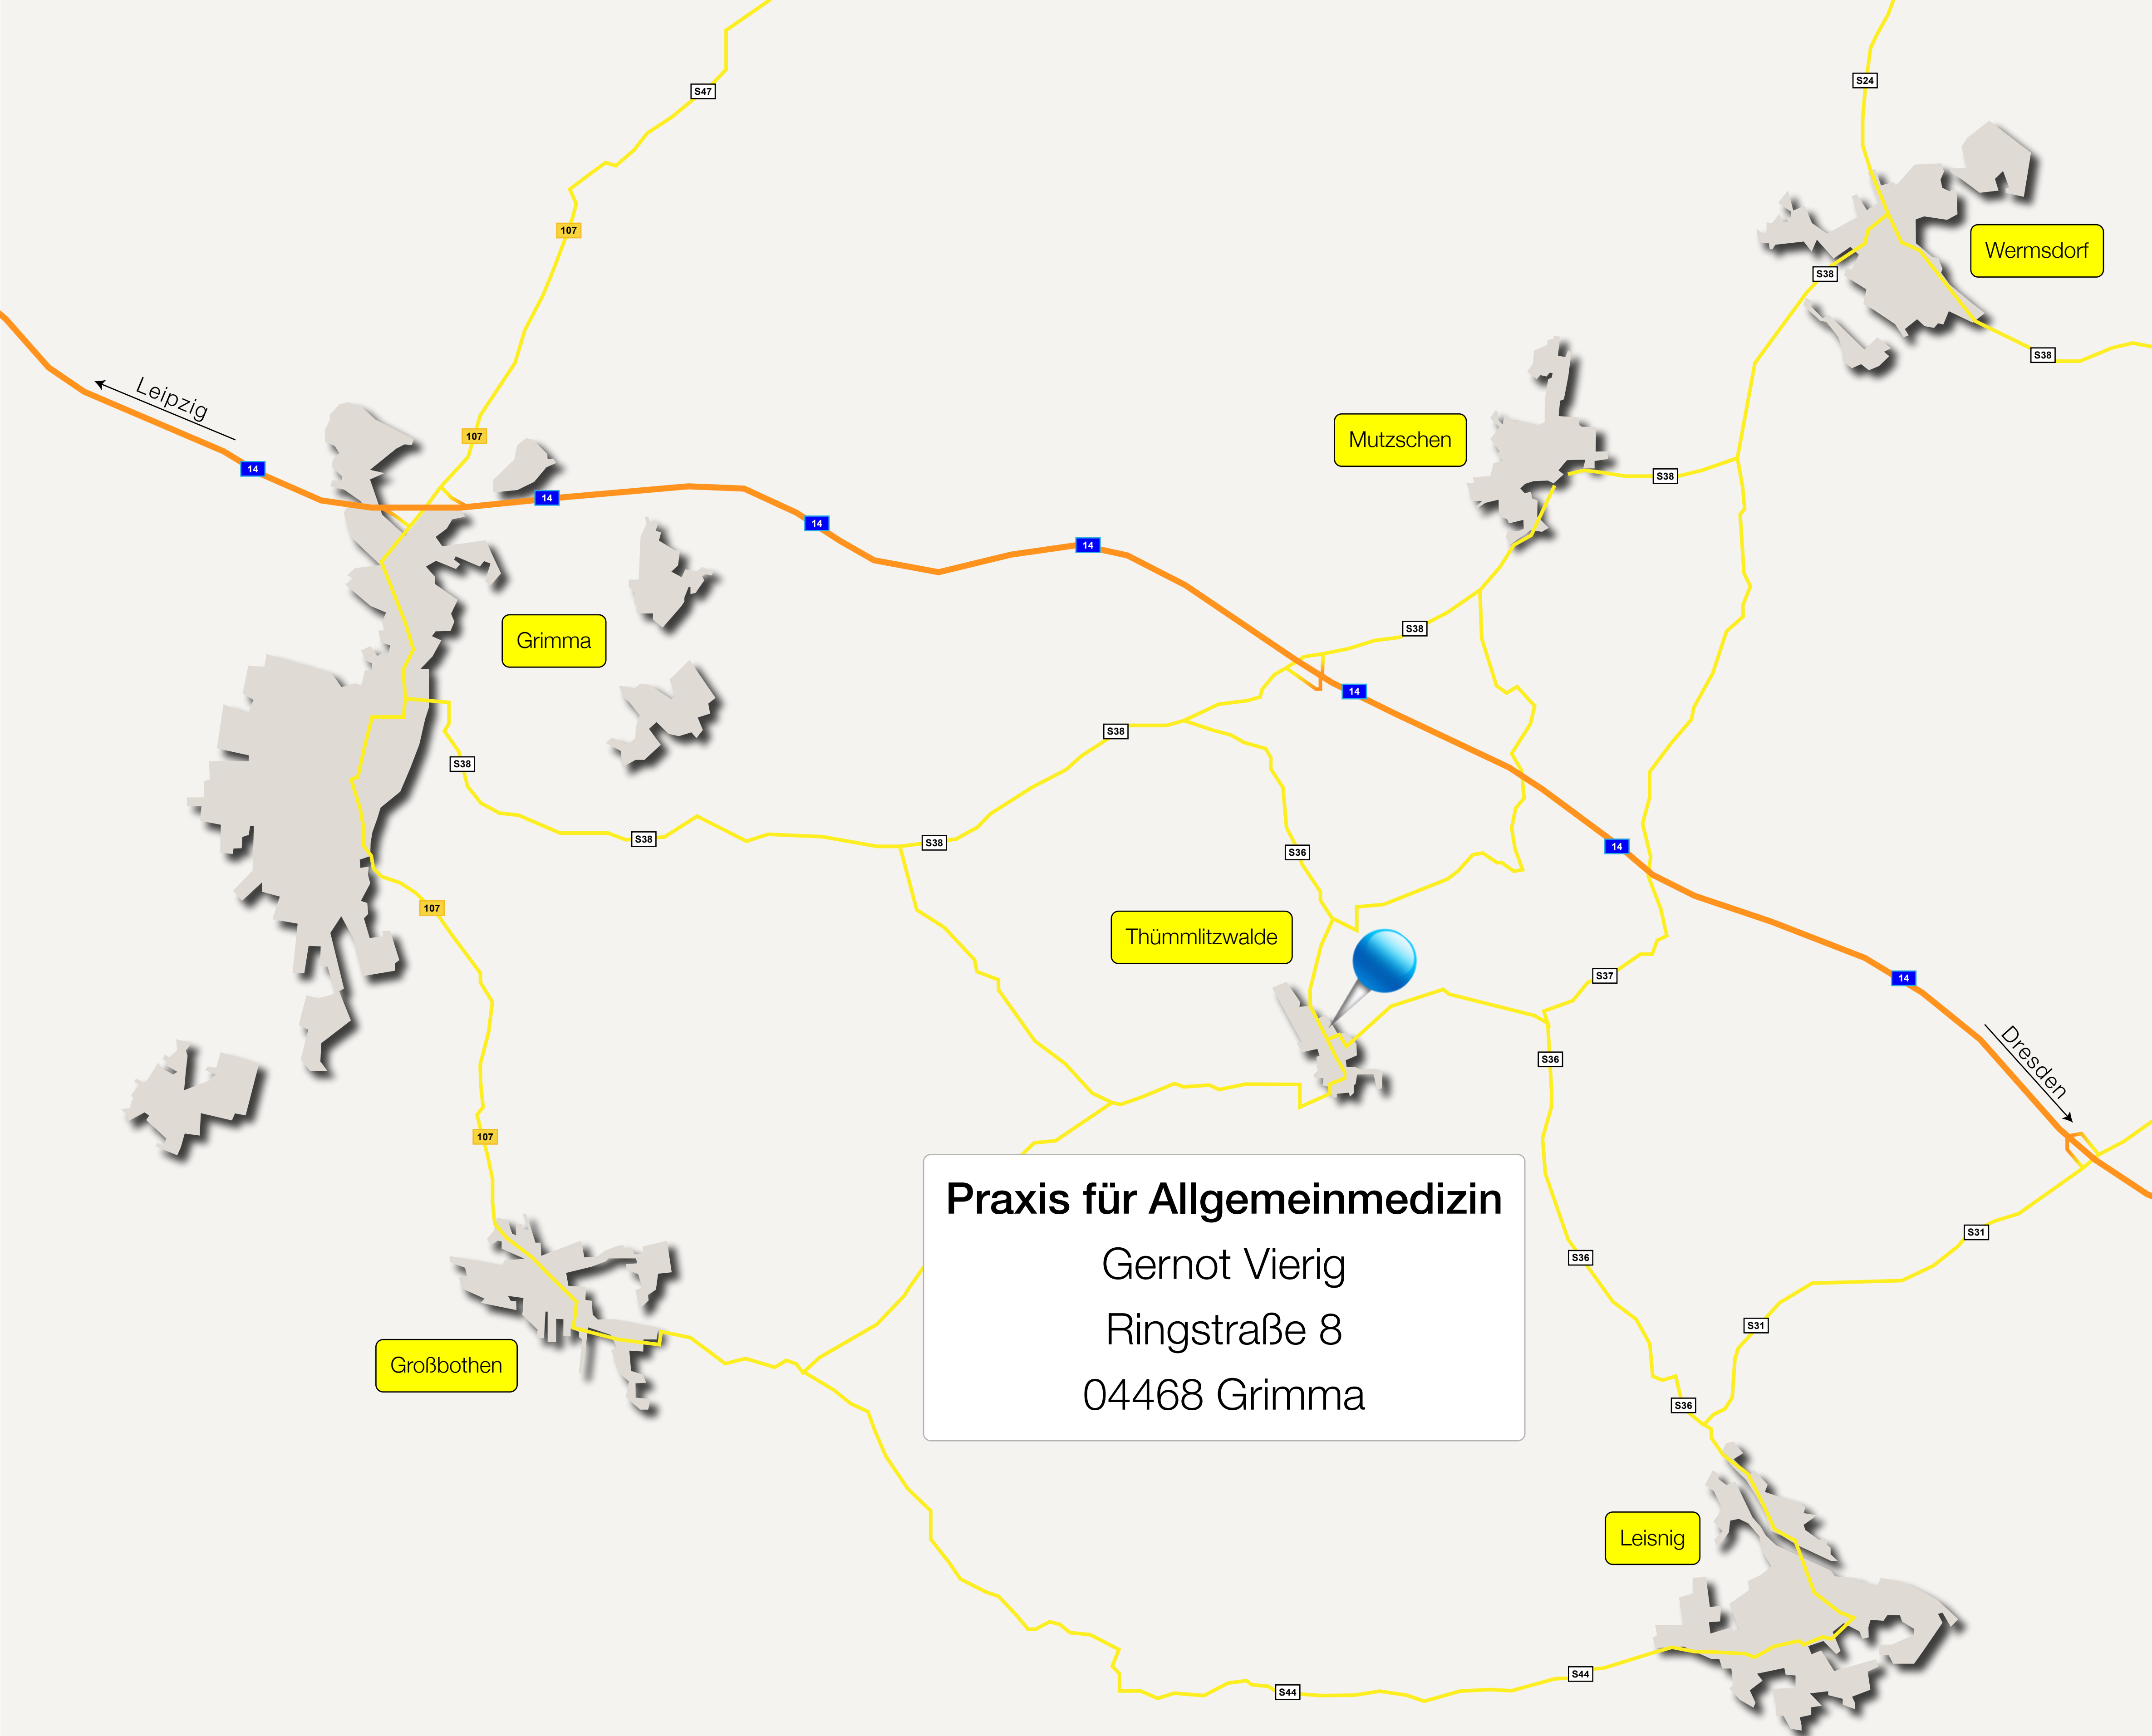 S47
S24
107
Wermsdorf
S38
S38
Leipzig
107
Mutzschen
14
S38
14
14
14
S38
Grimma
14
S38
S38
S38
S38
14
S36
107
Thümmlitzwalde
S37
14
S36
Dresden
107
Praxis für Allgemeinmedizin
Gernot Vierig
Ringstraße 8
04468 Grimma
S31
S36
S31
Großbothen
S36
Leisnig
S44
S44